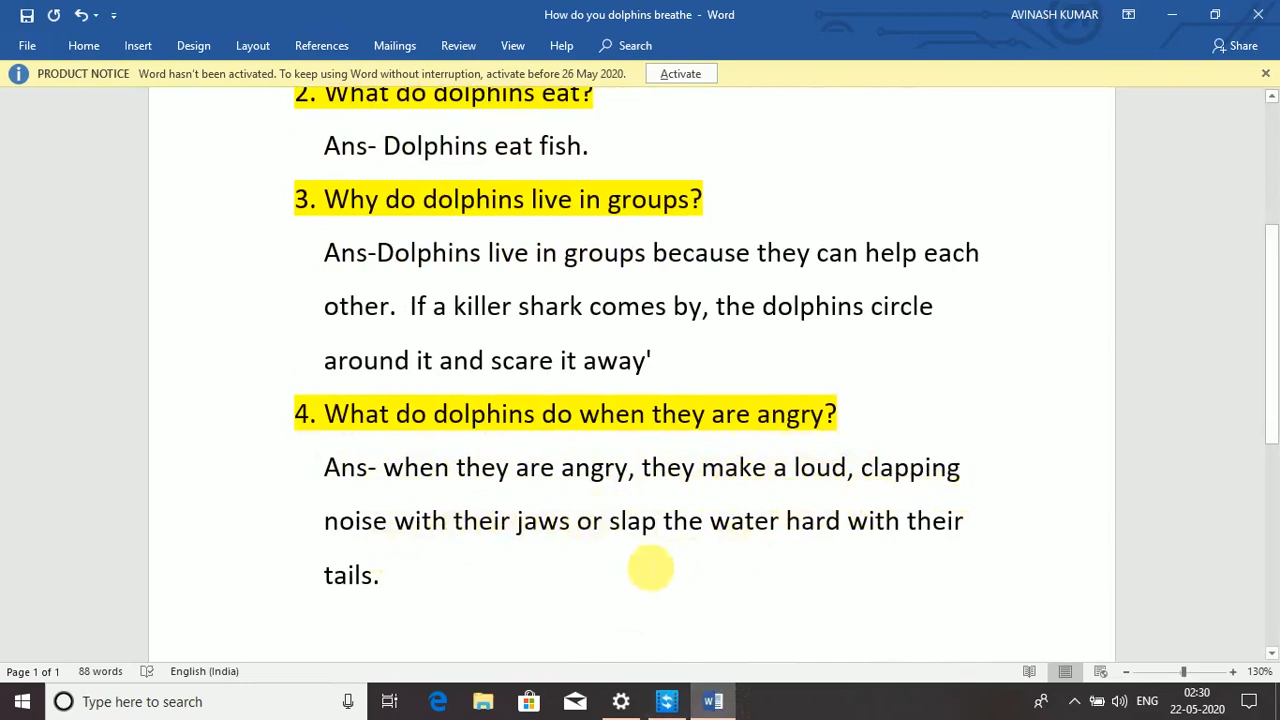 How do you dolphins breathe - Word
AVINASH KUMAR
File Home Insert Design Layout References Mailings Review View Help Search Share
PRODUCT NOTICE Word hasn't been activated. To keep using Word without interruption, activate before 26 May 2020. Activate
2. What do dolphins eat?
Ans- Dolphins eat fish.
3. Why do dolphins live in groups?
Ans-Dolphins live in groups because they can help each
other. If a killer shark comes by, the dolphins circle
around it and scare it away'
4. What do dolphins do when they are angry?
Ans- when they are angry, they make a loud, clapping
noise with their jaws or slap the water hard with their
tails.
Page 1 of 1 88 words English (India) 130%
Type here to search ENG 02:30
22-05-2020